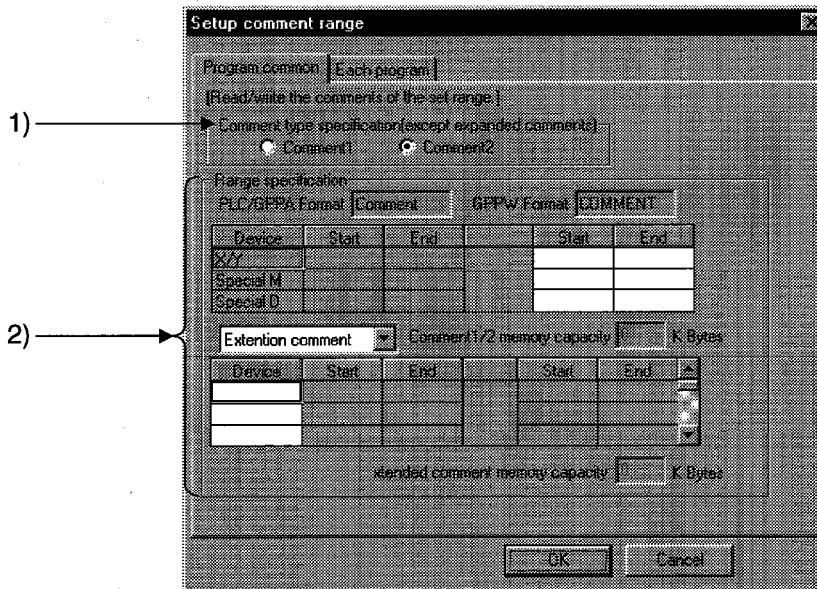 Setup comment range
Program common Each program
[Read/write the comments of the set range.]
1)
Comment type specification(except expanded comments)
Comment1 Comment2
Range specification
PLC/GPPA Format Comment GPPW Format COMMENT
Device Start End Start End
X/Y
Special M
Special D
2)
Extention comment Comment1/2 memory capacity 0 K Bytes
Device Start End Start End
xtended comment memory capacity 0 K Bytes
OK Cancel